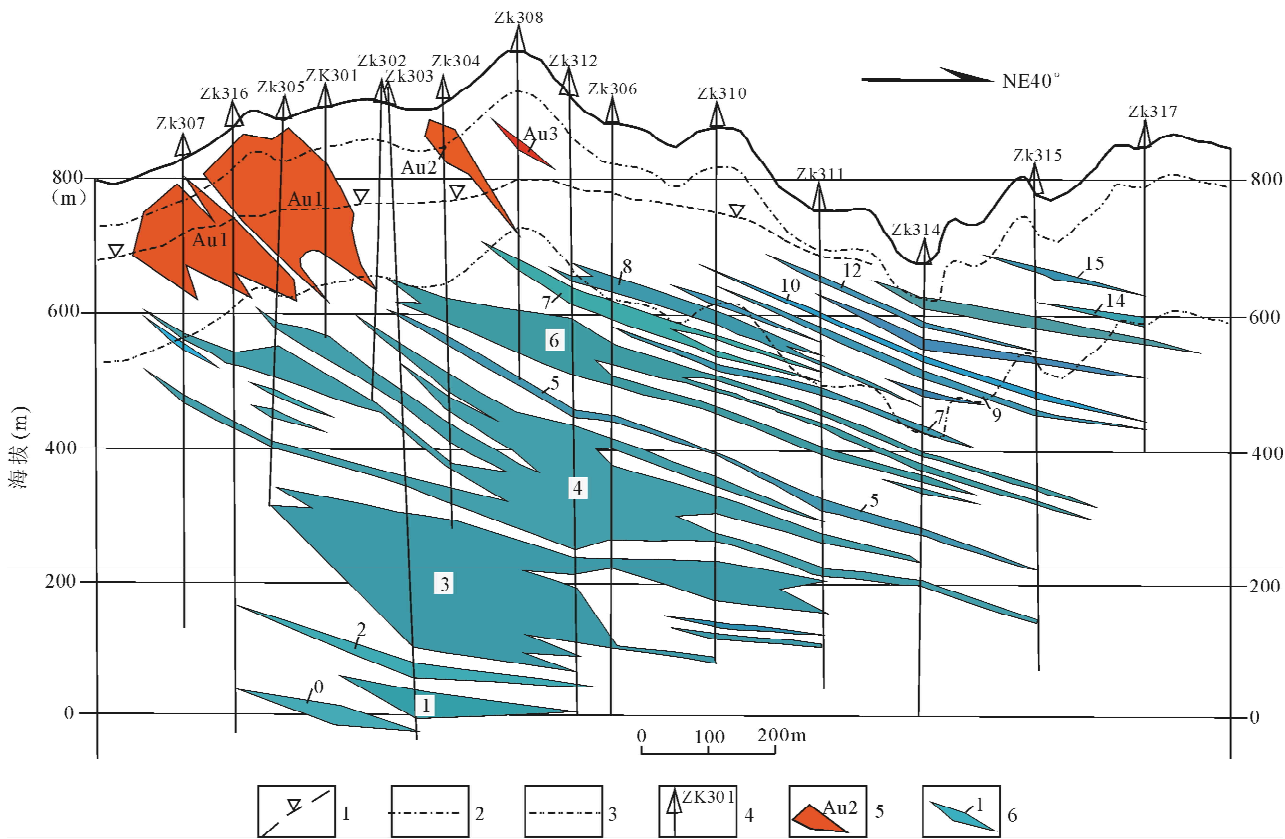 Zk308
Zk302
Zk304
Zk312
Zk305
ZK301
Zk303
Zk316
Zk306
Zk310
Zk307
Zk317
Zk315
Zk311
Zk314
NE40°
Au3
Au2
Au1
Au1
800
(m)
800
8
12
15
7
10
14
600
600
6
5
7
9
海拔(m)
400
400
4
5
3
200
200
2
0
1
0
0
0 100 200m
1
2
3
ZK301
4
Au2
5
1
6